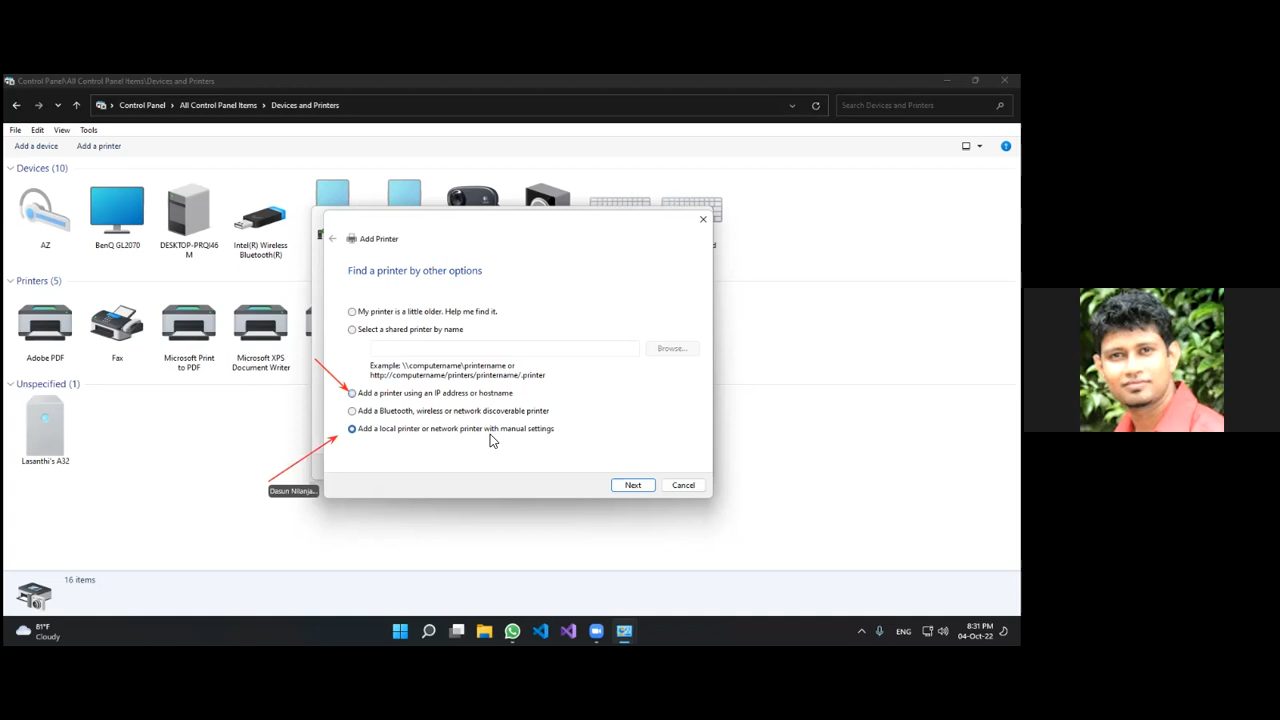 Control Panel\All Control Panel Items\Devices and Printers
Control Panel > All Control Panel Items > Devices and Printers
Search Devices and Printers
File Edit View Tools
Add a device Add a printer
Devices (10)
AZ
BenQ GL2070
DESKTOP-PRQI46
M
Intel(R) Wireless
Bluetooth(R)
d
Printers (5)
Adobe PDF
Fax
Microsoft Print
to PDF
Microsoft XPS
Document Writer
Unspecified (1)
Lasanthi's A32
Add Printer
Find a printer by other options
My printer is a little older. Help me find it.
Select a shared printer by name
Browse...
Example: \\computername\printername or
http://computername/printers/printername/.printer
Add a printer using an IP address or hostname
Add a Bluetooth, wireless or network discoverable printer
Add a local printer or network printer with manual settings
Dasun Nilanja...
Next Cancel
16 items
81°F
Cloudy
ENG
8:31 PM
04-Oct-22